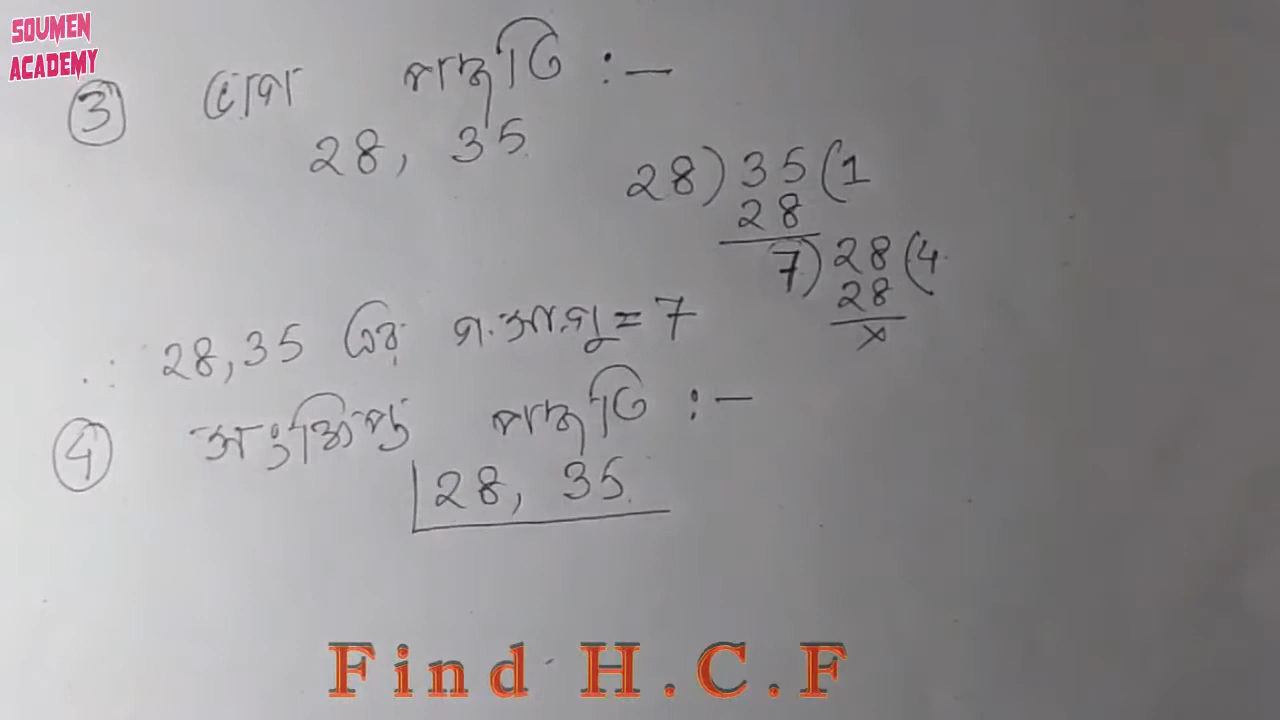 SOUMEN
ACADEMY
③ ভাগ পদ্ধতি :—
28, 35
28 ) 35 ( 1
28
7 ) 28 ( 4
28
×
∴ 28, 35 এর গ.সা.গু = 7
④ সংক্ষিপ্ত পদ্ধতি :—
28, 35
Find H.C.F